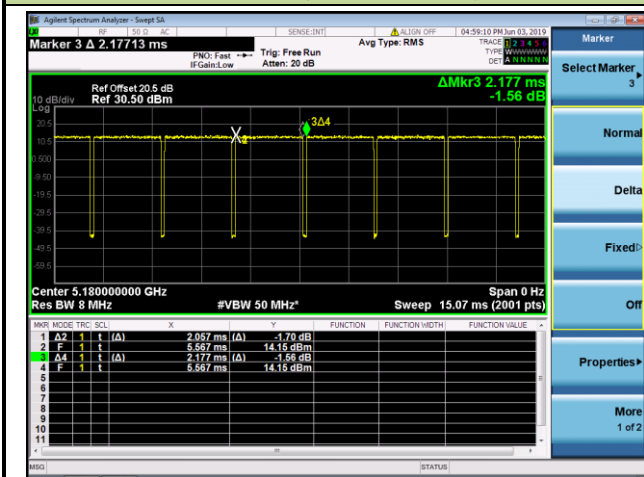 Agilent Spectrum Analyzer - Swept SA
RF 50 Ω AC SENSE:INT ALIGN OFF 04:59:10 PM Jun 03, 2019
Marker 3 Δ 2.17713 ms
PNO: Fast
IFGain:Low
Trig: Free Run
Atten: 20 dB
Avg Type: RMS
TRACE 1 2 3 4 5 6
TYPE
DET A N N N N N
Ref Offset 20.5 dB
10 dB/div Ref 30.50 dBm
Log
ΔMkr3 2.177 ms
-1.56 dB
20.5
10.5
0.500
-9.50
-19.5
-29.5
-39.5
-49.5
-59.5
3Δ4
Center 5.180000000 GHz Span 0 Hz
Res BW 8 MHz #VBW 50 MHz* Sweep 15.07 ms (2001 pts)
MKR MODE TRC SCL X Y FUNCTION FUNCTION WIDTH FUNCTION VALUE
1 Δ2 1 t (Δ) 2.057 ms (Δ) -1.70 dB
2 F 1 t 5.567 ms 14.15 dBm
3 Δ4 1 t (Δ) 2.177 ms (Δ) -1.56 dB
4 F 1 t 5.567 ms 14.15 dBm
5
6
7
8
9
10
11
MSG STATUS
Marker
Select Marker
3
Normal
Delta
Fixed
Off
Properties
More
1 of 2